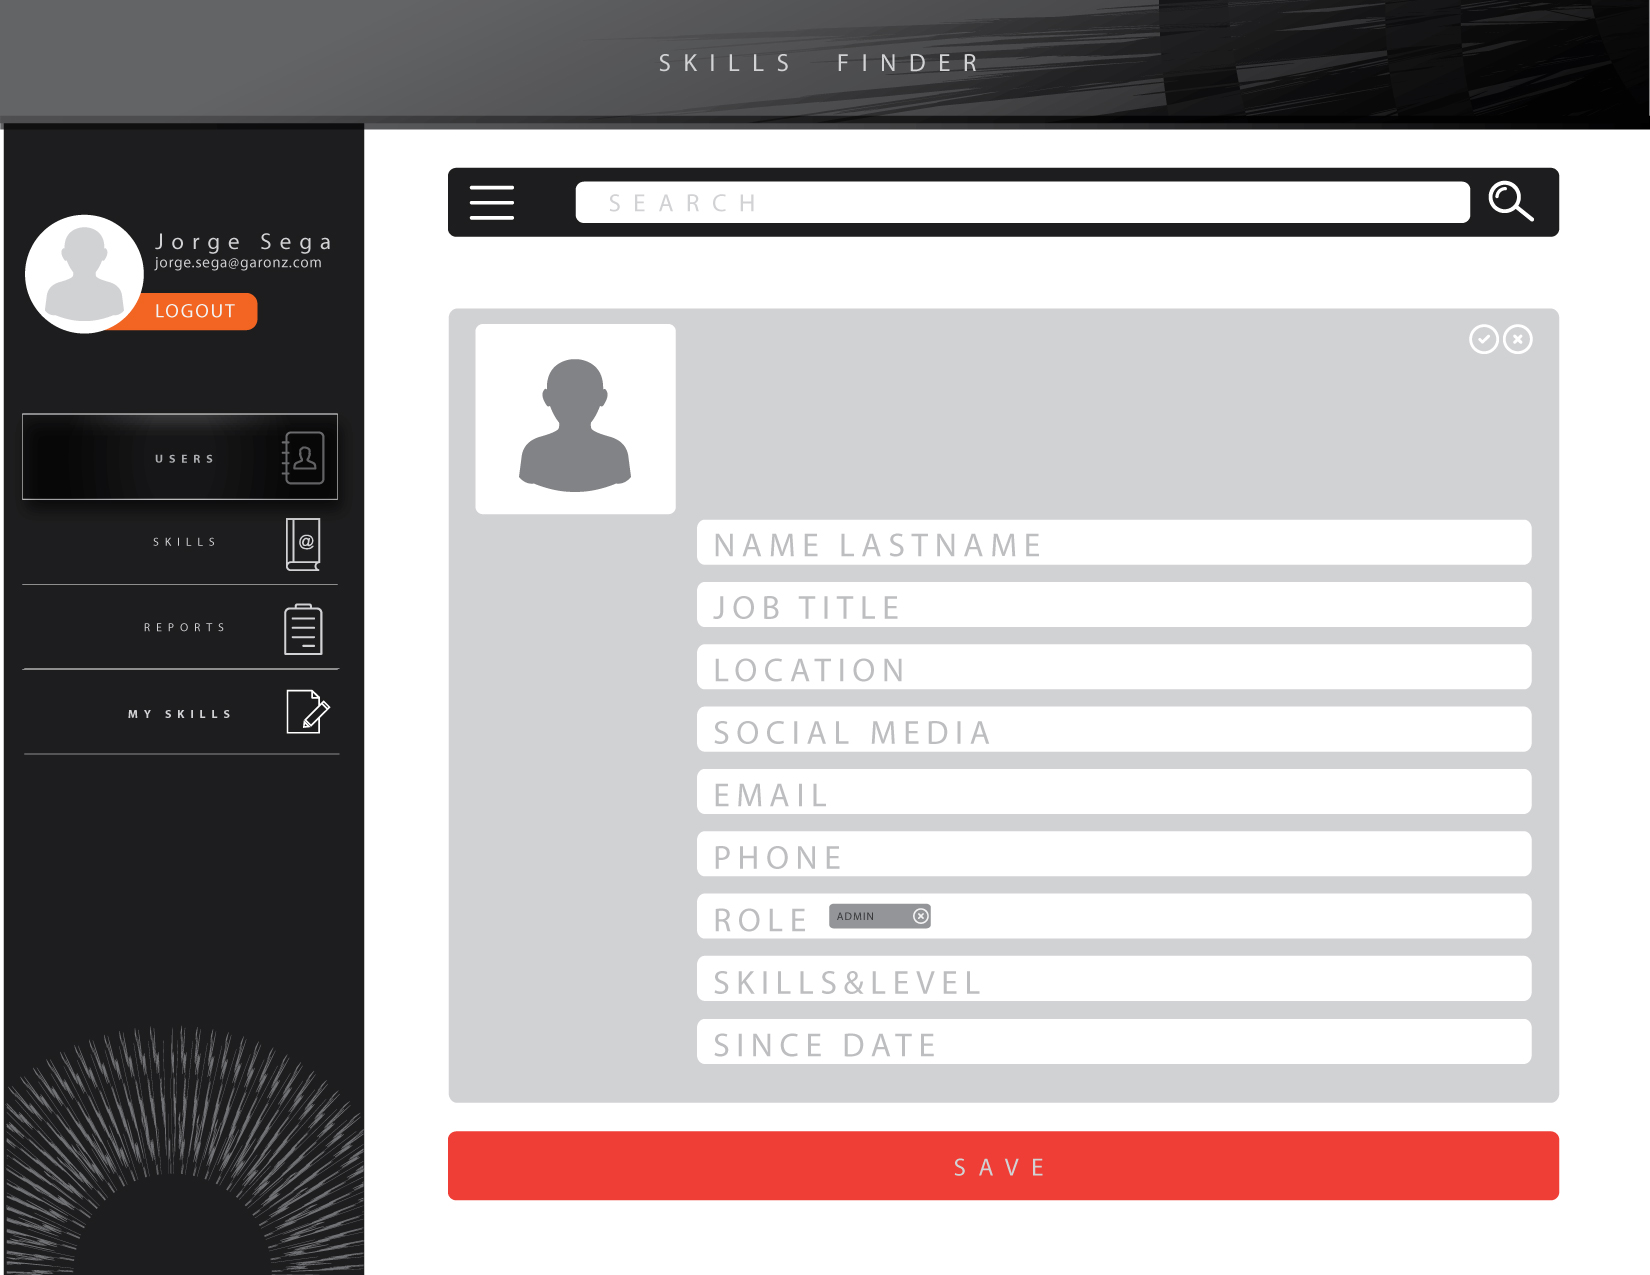 SKILLS FINDER
SEARCH
Jorge Sega
jorge.sega@garonz.com
LOGOUT
USERS
SKILLS
@
REPORTS
MY SKILLS
NAME LASTNAME
JOB TITLE
LOCATION
SOCIAL MEDIA
EMAIL
PHONE
ROLE ADMIN
SKILLS&LEVEL
SINCE DATE
SAVE